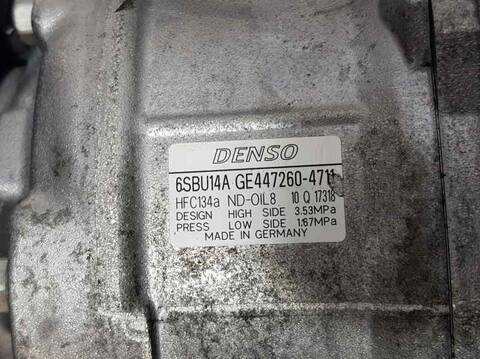 DENSO
6SBU14A GE447260-4711
HFC134a ND-OIL8 10 Q 17318
DESIGN HIGH SIDE 3.53MPa
PRESS LOW SIDE 1.67MPa
MADE IN GERMANY